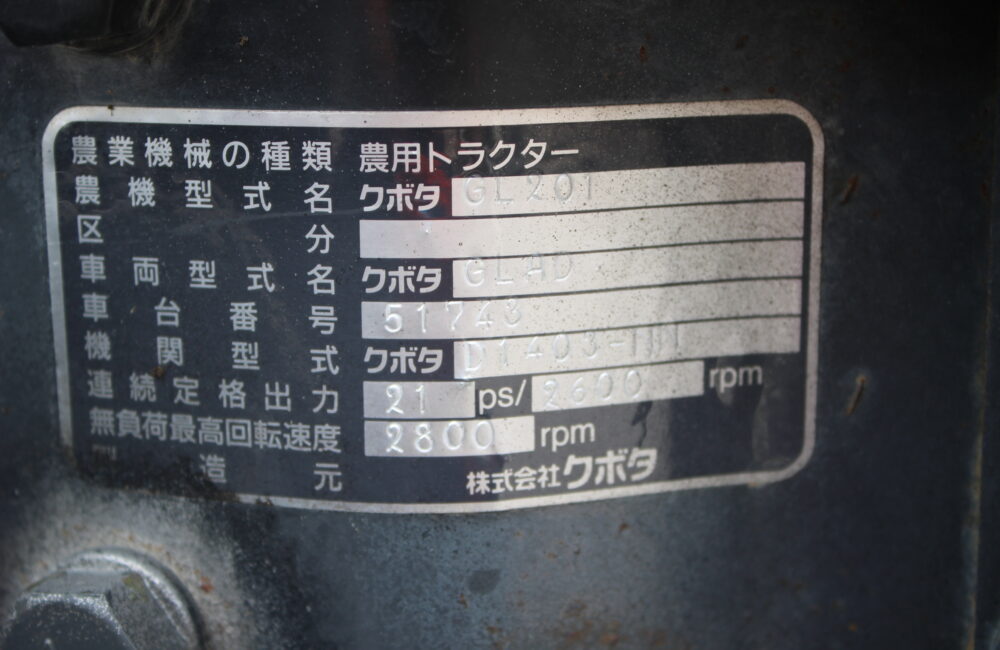 農業機械の種類 農用トラクター
農機型式名 クボタ GL201
区分
車両型式名 クボタ GLAD
車台番号 51743
機関型式 クボタ D1403-
連続定格出力 21 ps/ 2600 rpm
無負荷最高回転速度 2800 rpm
造元 株式会社クボタ